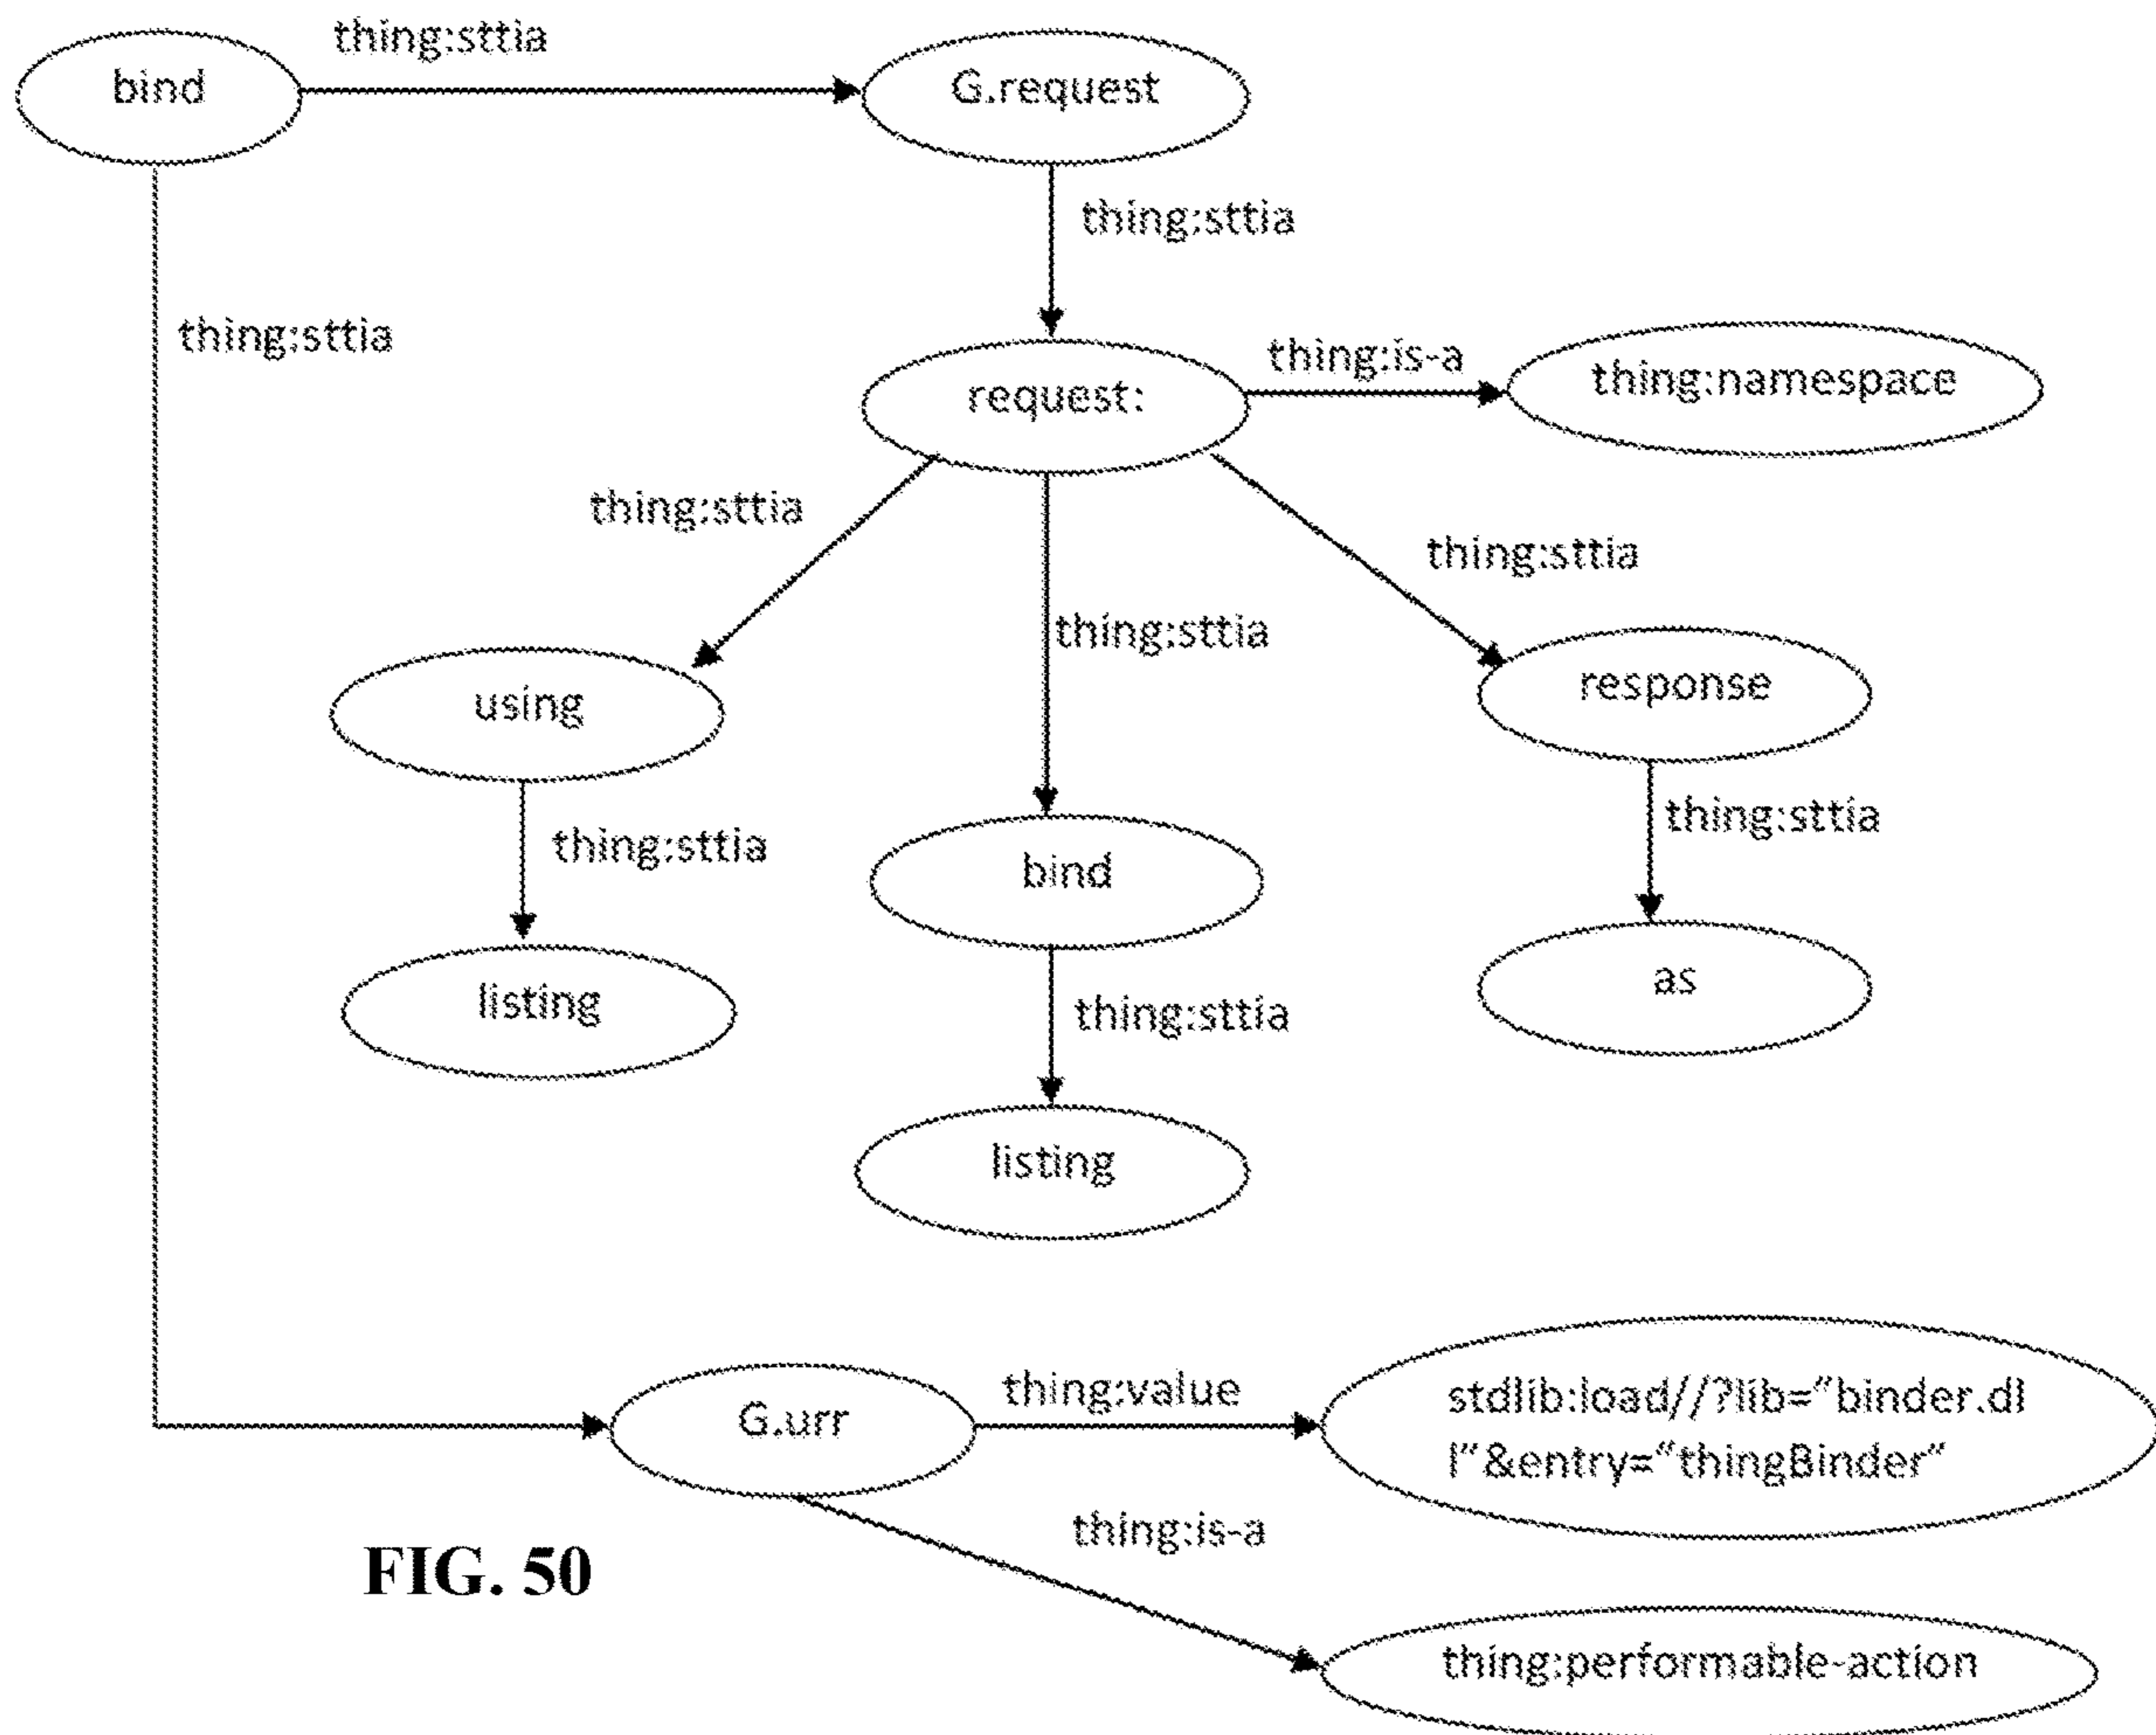 thing:sttia
bind
G.request
thing:sttia
thing:sttia
thing:is-a
thing:namespace
request:
thing:sttia
thing:sttia
thing:sttia
response
using
thing:sttia
thing:sttia
bind
as
listing
thing:sttia
listing
thing:value
stdlib:load//?lib="binder.dl
G.urr
l"&entry="thingBinder"
thing:is-a
FIG. 50
thing:performable-action